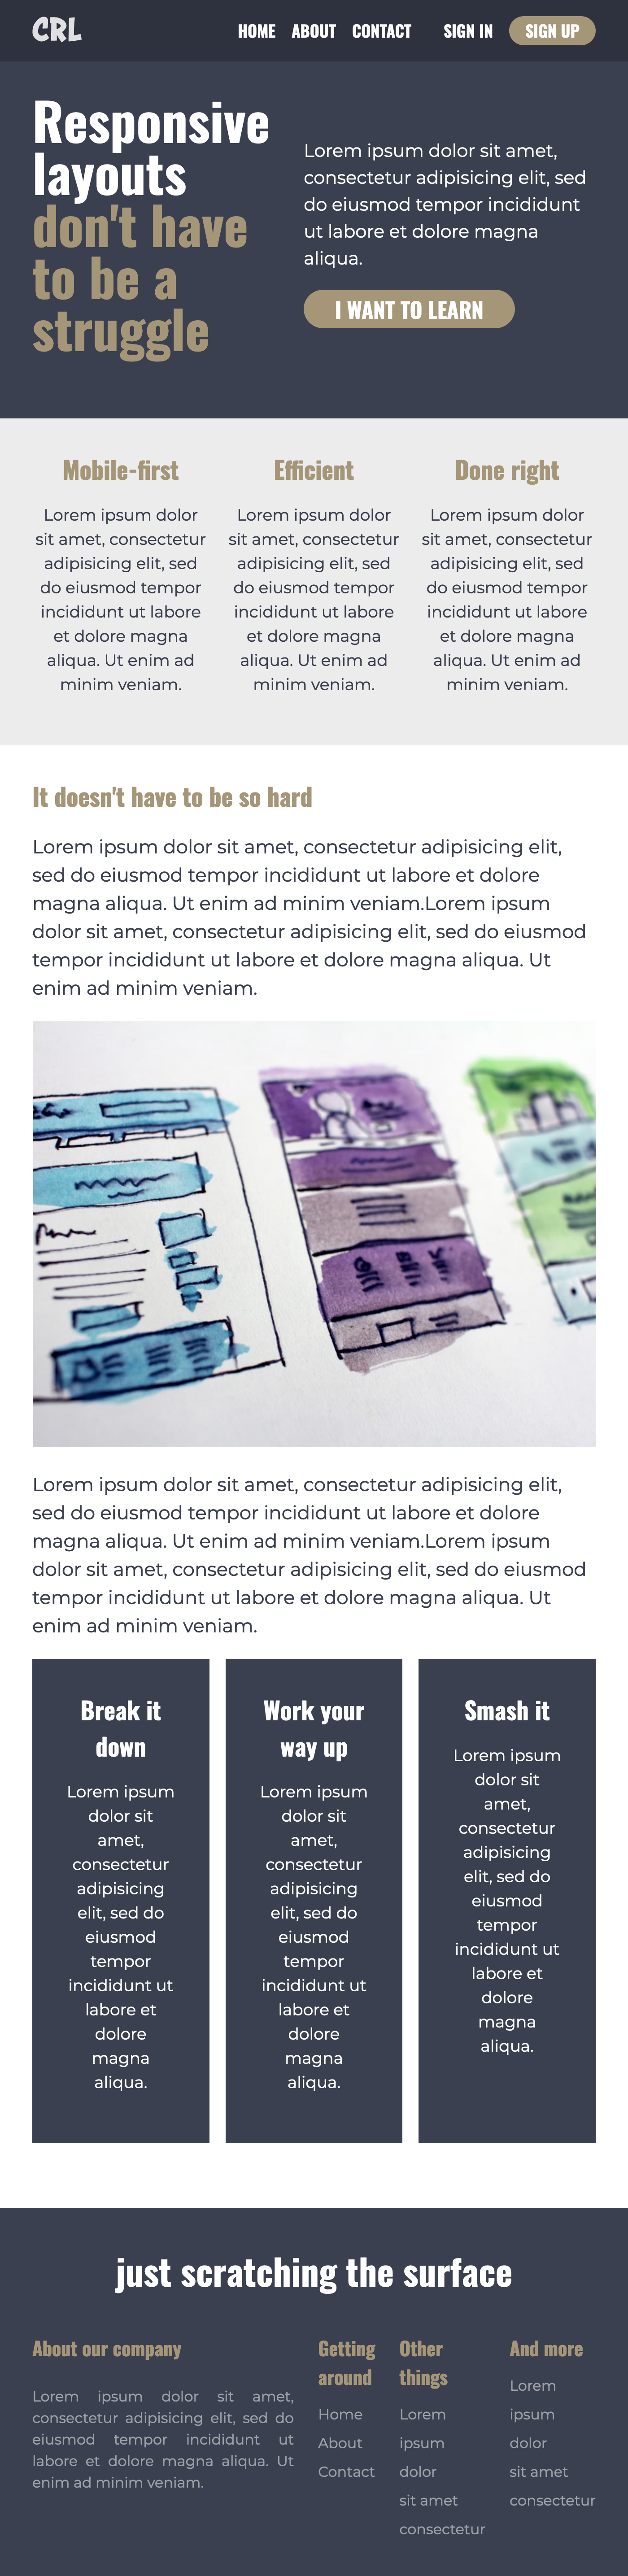 CRL
HOME ABOUT CONTACT SIGN IN SIGN UP
Responsive
layouts
don't have
to be a
struggle
Lorem ipsum dolor sit amet,
consectetur adipisicing elit, sed
do eiusmod tempor incididunt
ut labore et dolore magna
aliqua.
I WANT TO LEARN
Mobile-first
Lorem ipsum dolor
sit amet, consectetur
adipisicing elit, sed
do eiusmod tempor
incididunt ut labore
et dolore magna
aliqua. Ut enim ad
minim veniam.
Efficient
Lorem ipsum dolor
sit amet, consectetur
adipisicing elit, sed
do eiusmod tempor
incididunt ut labore
et dolore magna
aliqua. Ut enim ad
minim veniam.
Done right
Lorem ipsum dolor
sit amet, consectetur
adipisicing elit, sed
do eiusmod tempor
incididunt ut labore
et dolore magna
aliqua. Ut enim ad
minim veniam.
It doesn't have to be so hard
Lorem ipsum dolor sit amet, consectetur adipisicing elit,
sed do eiusmod tempor incididunt ut labore et dolore
magna aliqua. Ut enim ad minim veniam.Lorem ipsum
dolor sit amet, consectetur adipisicing elit, sed do eiusmod
tempor incididunt ut labore et dolore magna aliqua. Ut
enim ad minim veniam.
Lorem ipsum dolor sit amet, consectetur adipisicing elit,
sed do eiusmod tempor incididunt ut labore et dolore
magna aliqua. Ut enim ad minim veniam.Lorem ipsum
dolor sit amet, consectetur adipisicing elit, sed do eiusmod
tempor incididunt ut labore et dolore magna aliqua. Ut
enim ad minim veniam.
Break it
down
Lorem ipsum
dolor sit
amet,
consectetur
adipisicing
elit, sed do
eiusmod
tempor
incididunt ut
labore et
dolore
magna
aliqua.
Work your
way up
Lorem ipsum
dolor sit
amet,
consectetur
adipisicing
elit, sed do
eiusmod
tempor
incididunt ut
labore et
dolore
magna
aliqua.
Smash it
Lorem ipsum
dolor sit
amet,
consectetur
adipisicing
elit, sed do
eiusmod
tempor
incididunt ut
labore et
dolore
magna
aliqua.
just scratching the surface
About our company
Lorem ipsum dolor sit amet,
consectetur adipisicing elit, sed do
eiusmod tempor incididunt ut
labore et dolore magna aliqua. Ut
enim ad minim veniam.
Getting
around
Home
About
Contact
Other
things
Lorem
ipsum
dolor
sit amet
consectetur
And more
Lorem
ipsum
dolor
sit amet
consectetur